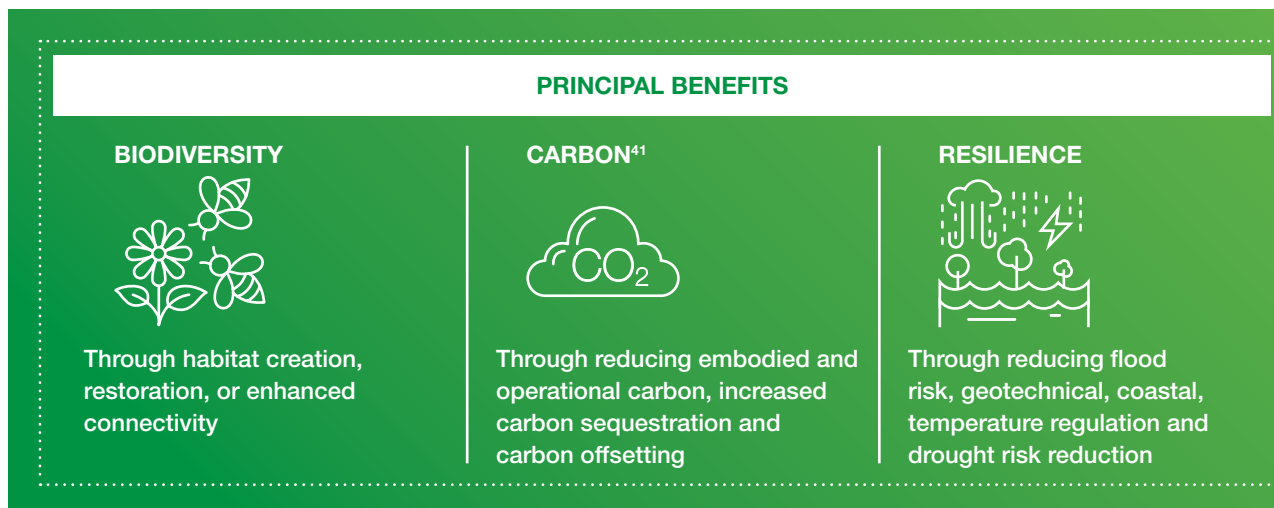 PRINCIPAL BENEFITS
BIODIVERSITY
Through habitat creation,
restoration, or enhanced
connectivity
CARBON⁴¹
CO₂
Through reducing embodied and
operational carbon, increased
carbon sequestration and
carbon offsetting
RESILIENCE
Through reducing flood
risk, geotechnical, coastal,
temperature regulation and
drought risk reduction